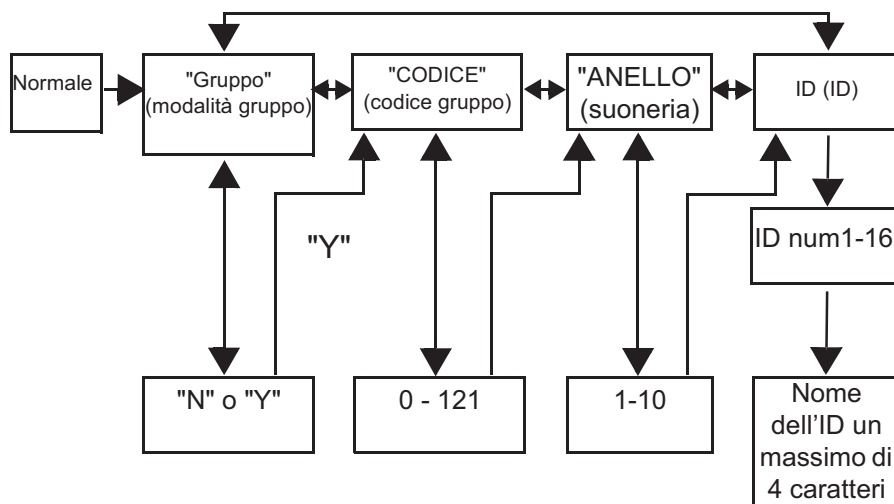 Normale
"Gruppo"
(modalità gruppo)
"CODICE"
(codice gruppo)
"ANELLO"
(suoneria)
ID (ID)
"Y"
ID num1-16
"N" o "Y"
0 - 121
1-10
Nome
dell'ID un
massimo di
4 caratteri